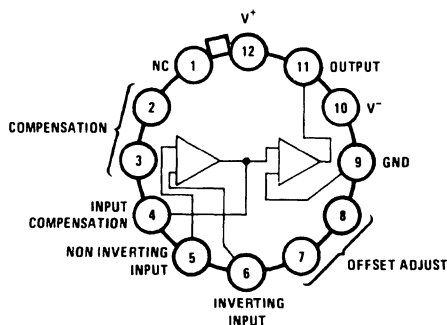 V+
NC
1
12
11
OUTPUT
2
10
V-
COMPENSATION
3
9
GND
INPUT
COMPENSATION
4
8
NON INVERTING
INPUT
5
7
OFFSET ADJUST
6
INVERTING
INPUT